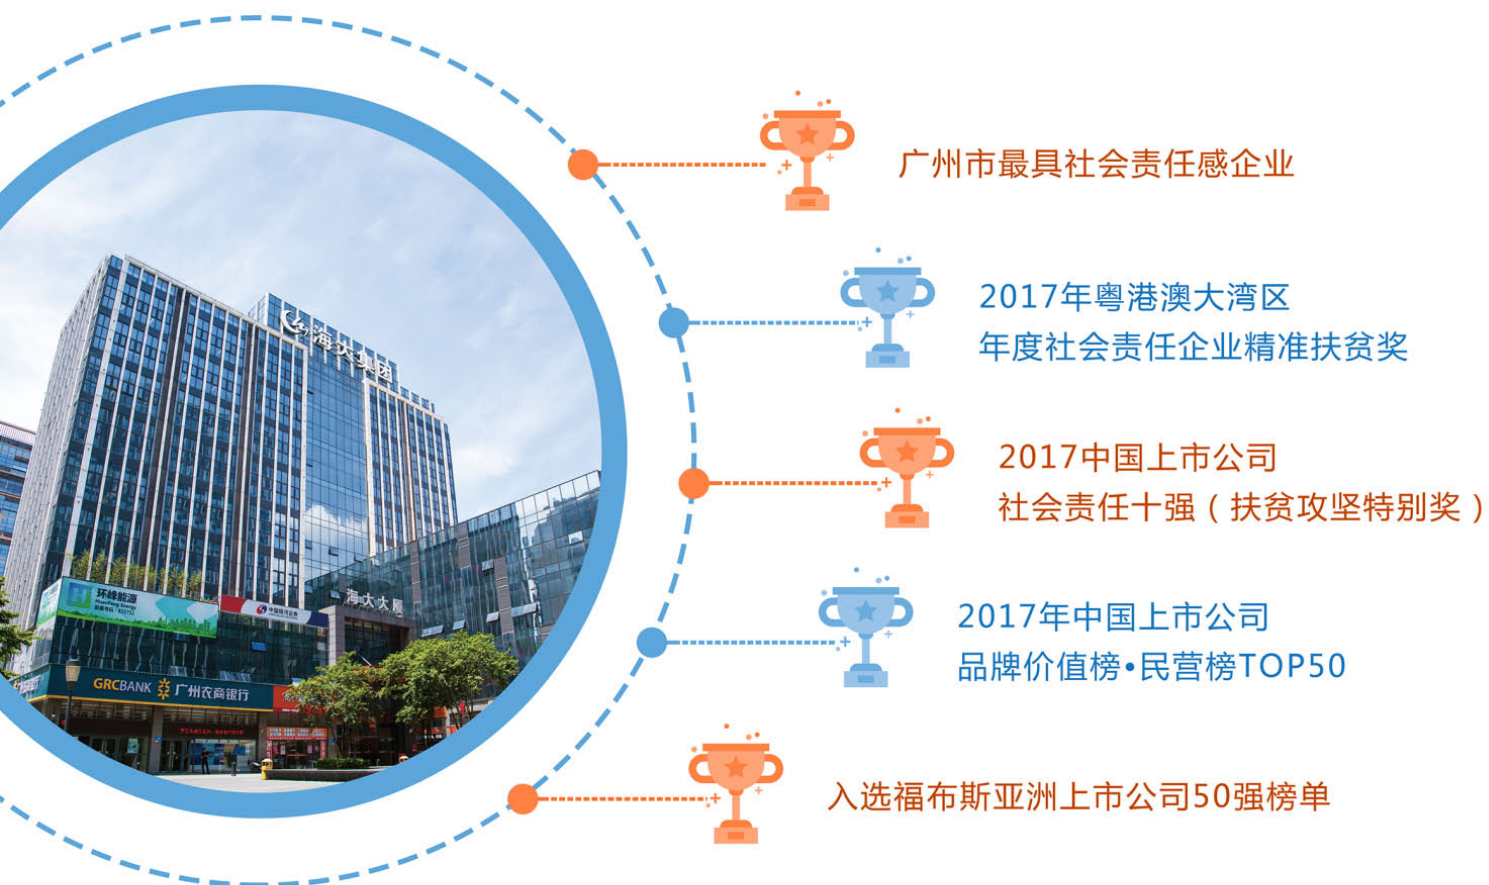 海大集团
环峰能源
海大大厦
GRCBANK 广州农商银行
广州市最具社会责任感企业
2017年粤港澳大湾区
年度社会责任企业精准扶贫奖
2017中国上市公司
社会责任十强（扶贫攻坚特别奖）
2017年中国上市公司
品牌价值榜•民营榜TOP50
入选福布斯亚洲上市公司50强榜单